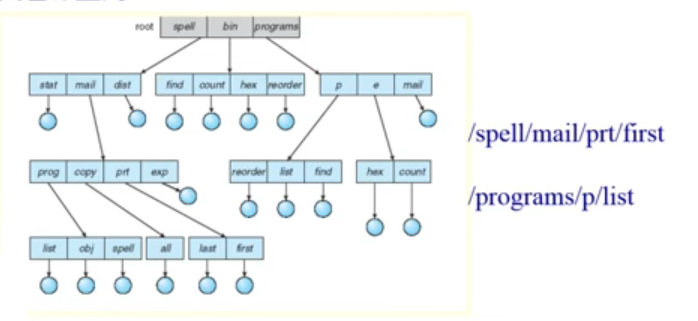 root spell bin programs
stat mail dist find count hex reorder p e mail
/spell/mail/prt/first
prog copy prt exp reorder list find hex count
/programs/p/list
list obj spell all last first